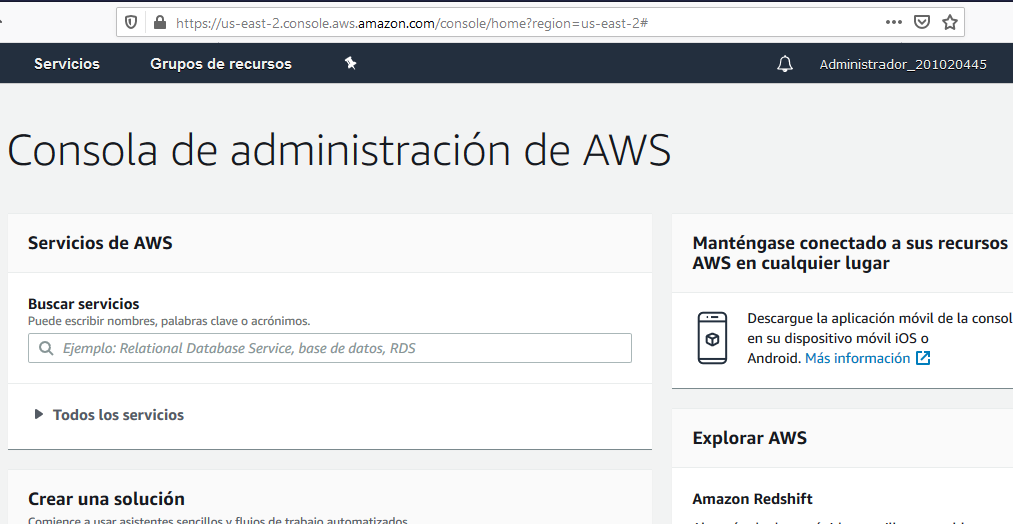 https://us-east-2.console.aws.amazon.com/console/home?region=us-east-2#
Servicios Grupos de recursos Administrador_201020445
Consola de administración de AWS
Servicios de AWS
Buscar servicios
Puede escribir nombres, palabras clave o acrónimos.
Ejemplo: Relational Database Service, base de datos, RDS
Todos los servicios
Crear una solución
Comience a usar asistentes sencillos y flujos de trabajo automatizados.
Manténgase conectado a sus recursos
AWS en cualquier lugar
Descargue la aplicación móvil de la consol
en su dispositivo móvil iOS o
Android. Más información
Explorar AWS
Amazon Redshift